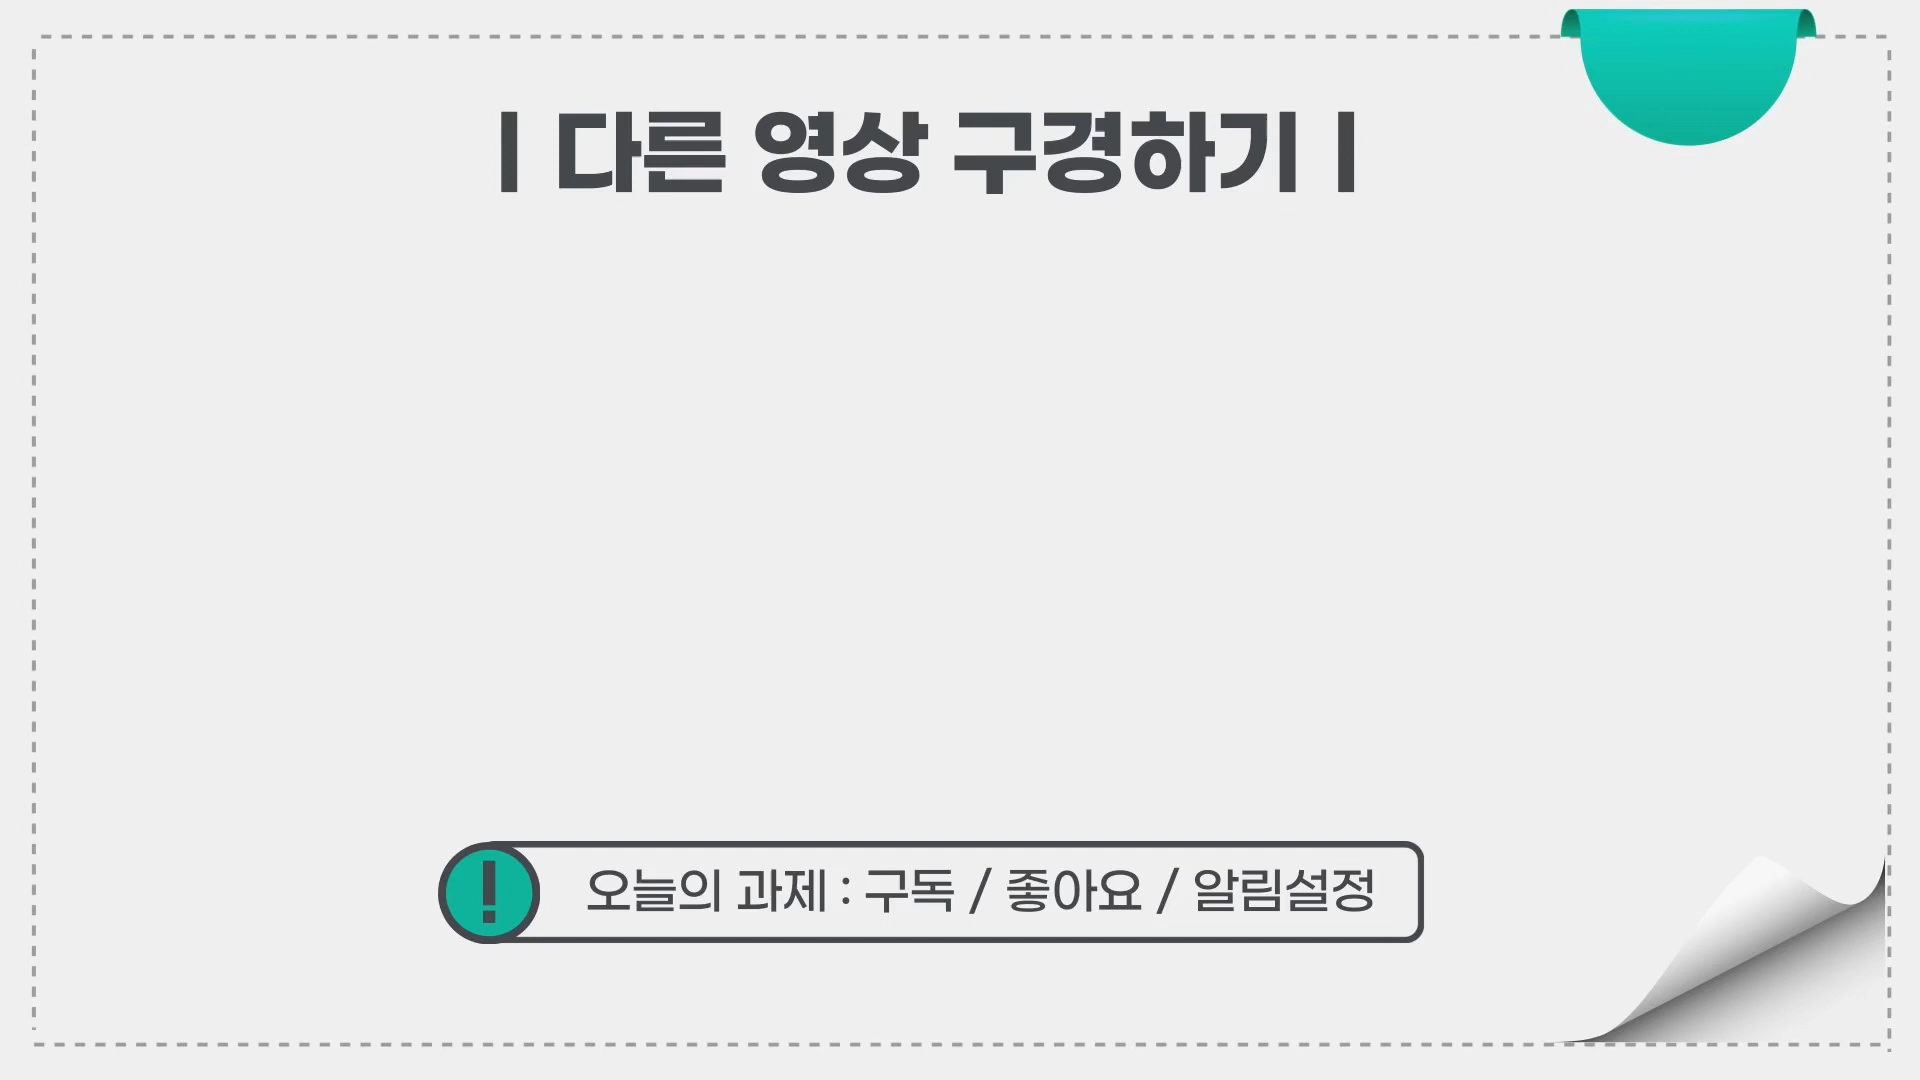 | 다른 영상 구경하기 |
! 오늘의 과제 : 구독 / 좋아요 / 알림설정